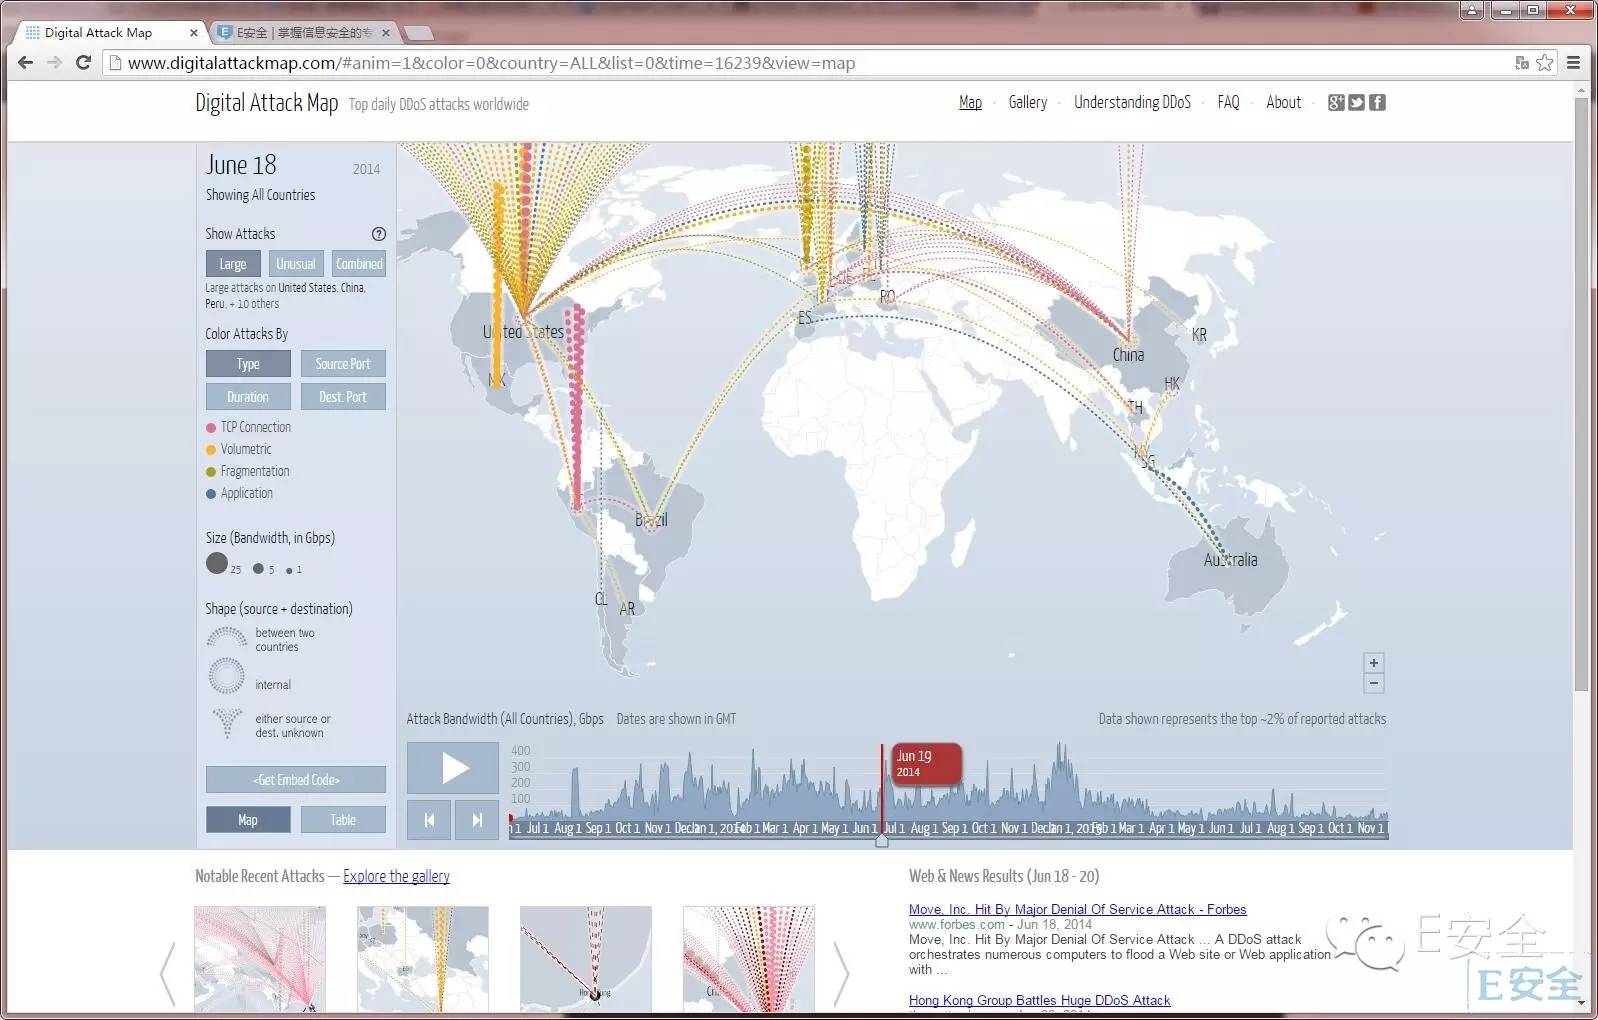 Digital Attack Map
E安全 | 掌握信息安全的专
www.digitalattackmap.com/#anim=1&color=0&country=ALL&list=0&time=16239&view=map
Digital Attack Map Top daily DDoS attacks worldwide
Map Gallery Understanding DDoS FAQ About
June 18 2014
Showing All Countries
Show Attacks ?
Large Unusual Combined
Large attacks on United States, China,
Peru, + 10 others
Color Attacks By
Type Source Port
Duration Dest. Port
TCP Connection
Volumetric
Fragmentation
Application
Size (Bandwidth, in Gbps)
25 5 1
Shape (source + destination)
between two
countries
internal
either source or
dest. unknown
<Get Embed Code>
Map Table
RO
ES
United States
KR
China
MX
HK
TH
SG
Brazil
Australia
CL
AR
+
−
Attack Bandwidth (All Countries), Gbps Dates are shown in GMT
Data shown represents the top ~2% of reported attacks
400
300
200
100
Jun 19
2014
Jul 1 Aug 1 Sep 1 Oct 1 Nov 1 Dec 1 Jan 1, 2014 Feb 1 Mar 1 Apr 1 May 1 Jun 1 Jul 1 Aug 1 Sep 1 Oct 1 Nov 1 Dec 1 Jan 1, 2015 Feb 1 Mar 1 Apr 1 May 1 Jun 1 Jul 1 Aug 1 Sep 1 Oct 1 Nov 1
Notable Recent Attacks — Explore the gallery
Web & News Results (Jun 18 - 20)
Move, Inc. Hit By Major Denial Of Service Attack - Forbes
www.forbes.com - Jun 18, 2014
Move, Inc. Hit By Major Denial Of Service Attack ... A DDoS attack
orchestrates numerous computers to flood a Web site or Web application
with ...
Hong Kong Group Battles Huge DDoS Attack
E安全
E安全